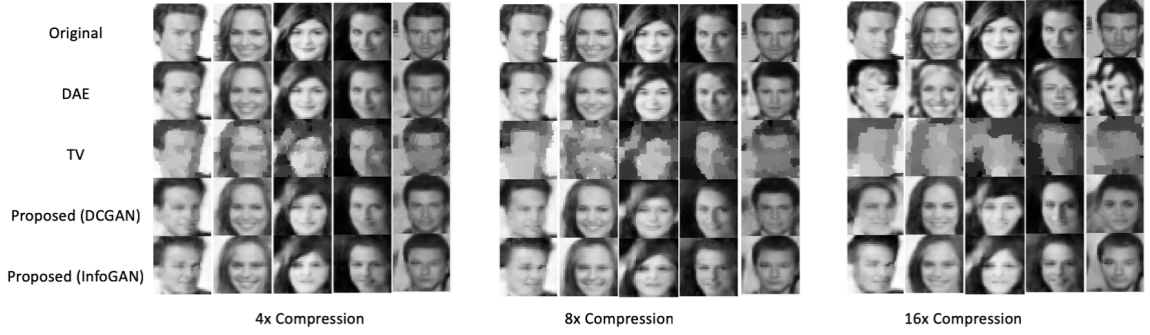 Original
DAE
TV
Proposed (DCGAN)
Proposed (InfoGAN)
4x Compression
8x Compression
16x Compression